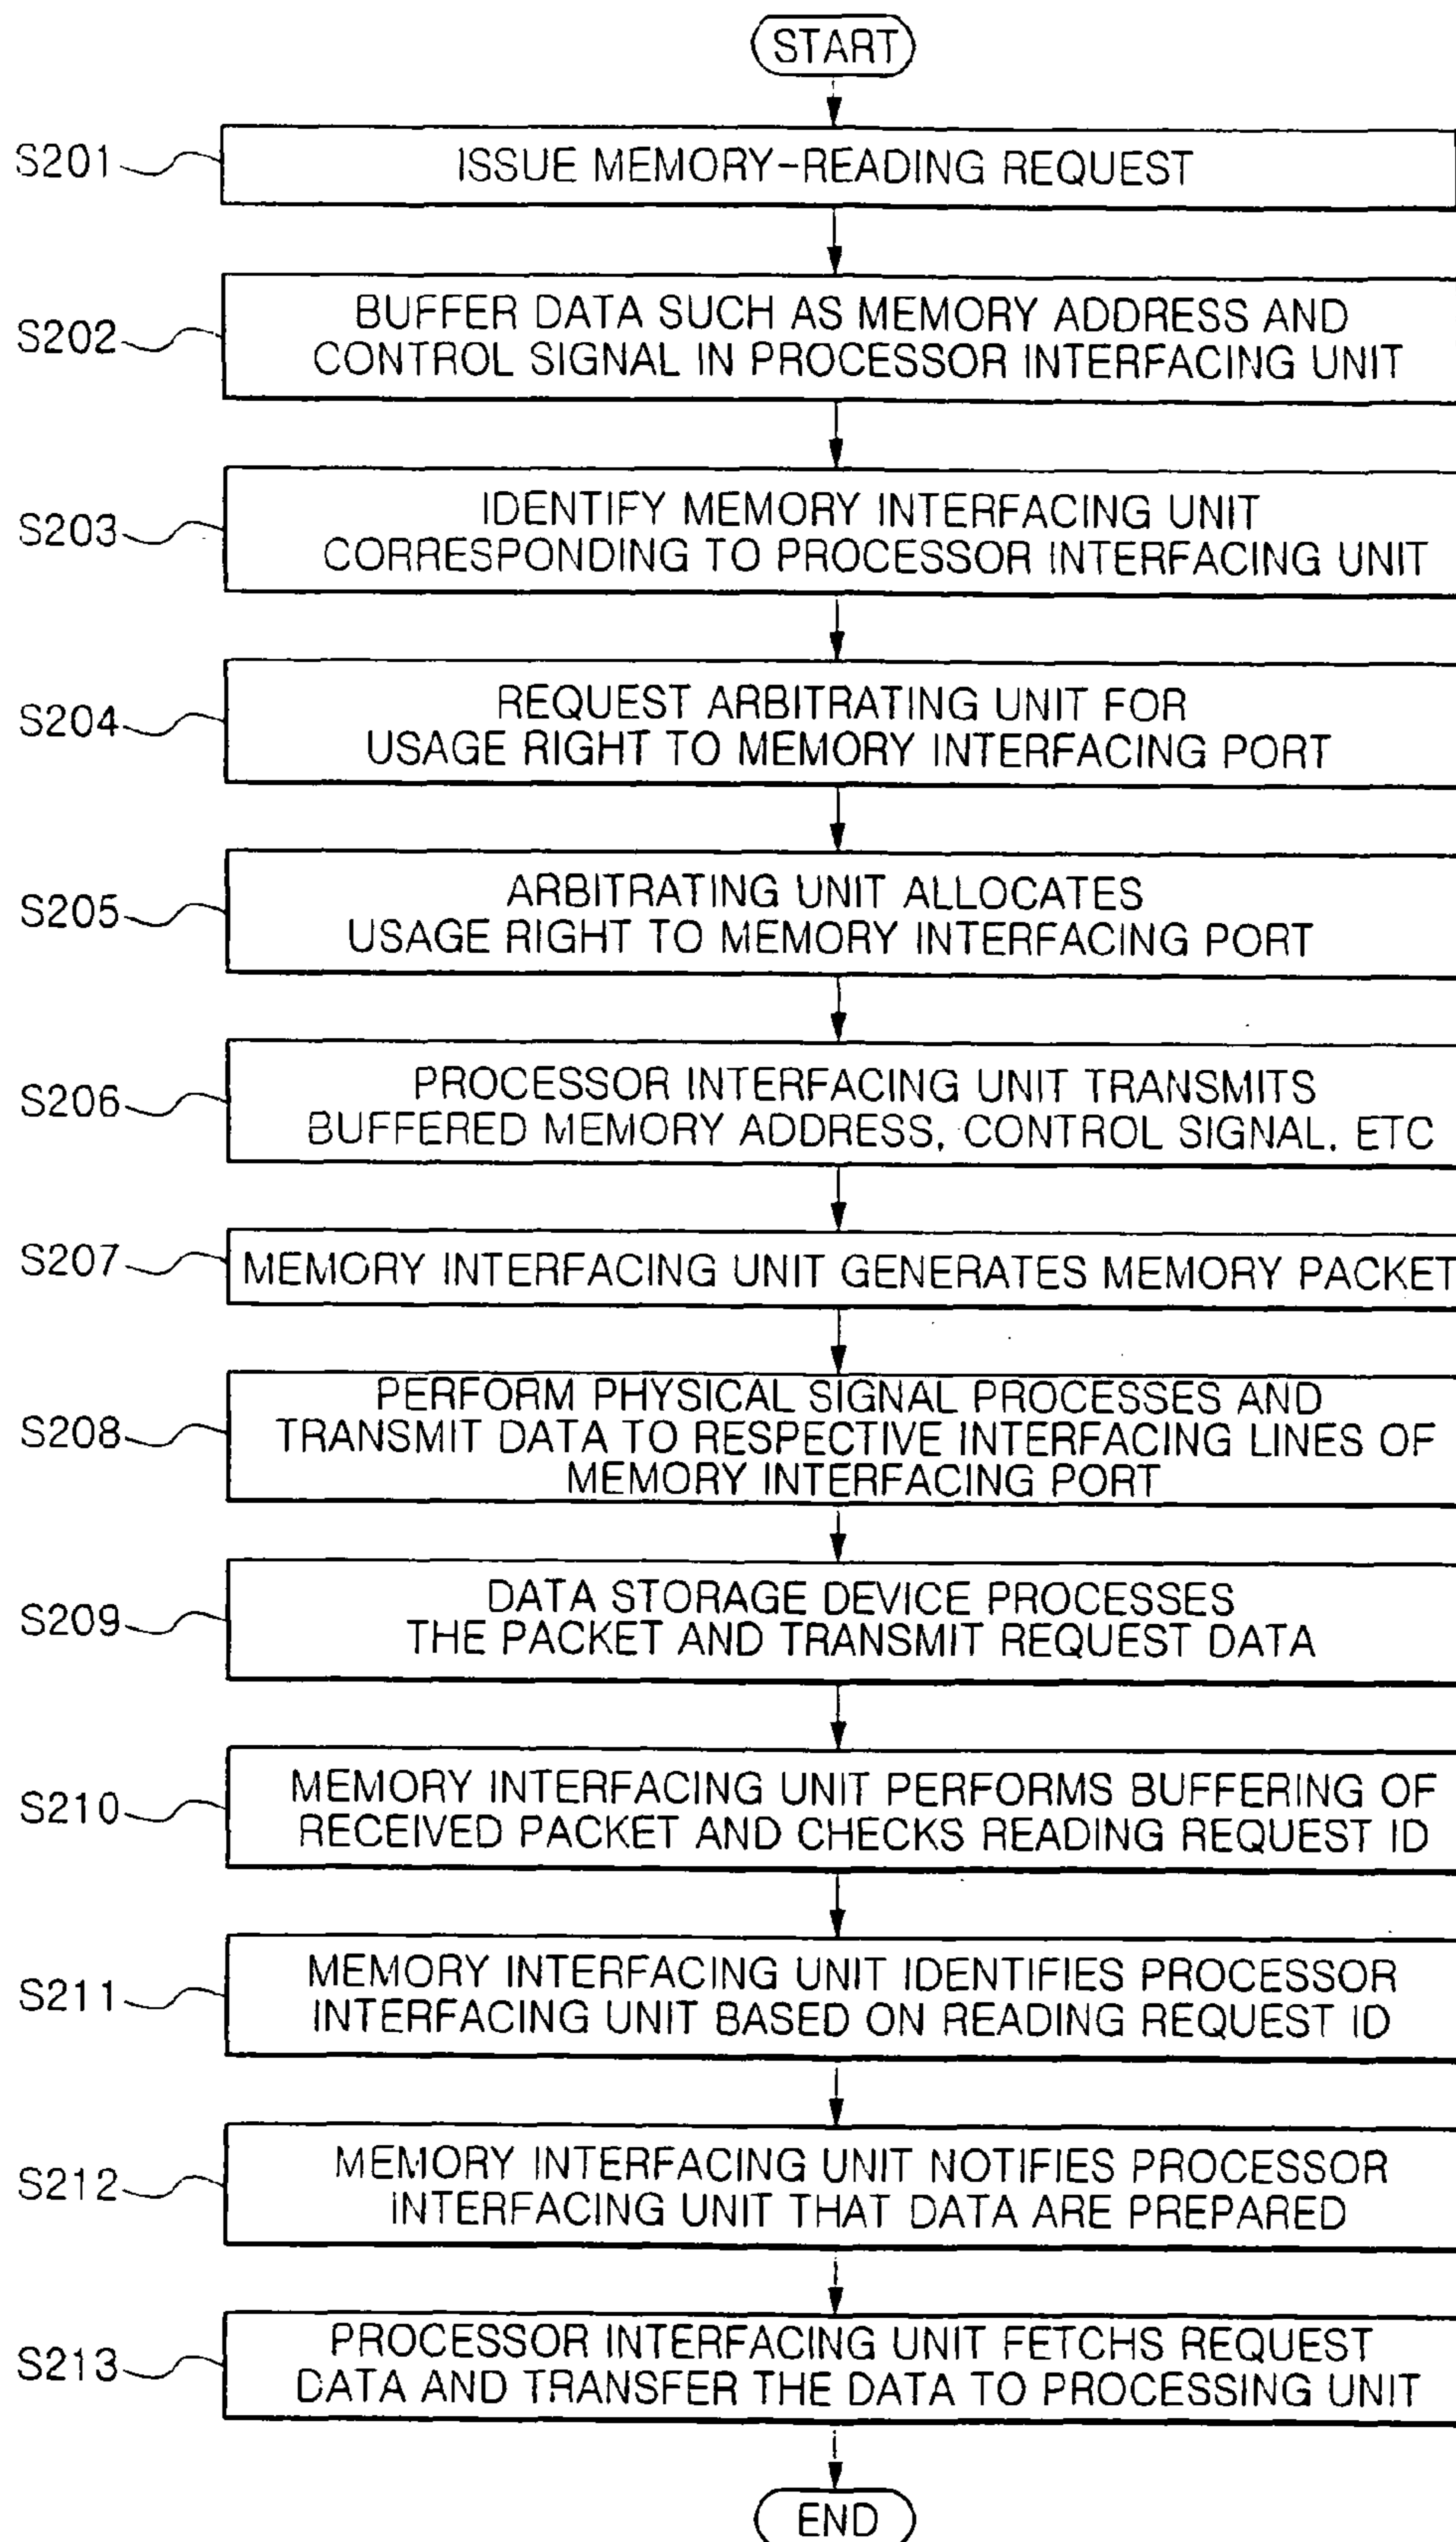 START
S201
ISSUE MEMORY-READING REQUEST
S202
BUFFER DATA SUCH AS MEMORY ADDRESS AND
CONTROL SIGNAL IN PROCESSOR INTERFACING UNIT
S203
IDENTIFY MEMORY INTERFACING UNIT
CORRESPONDING TO PROCESSOR INTERFACING UNIT
S204
REQUEST ARBITRATING UNIT FOR
USAGE RIGHT TO MEMORY INTERFACING PORT
S205
ARBITRATING UNIT ALLOCATES
USAGE RIGHT TO MEMORY INTERFACING PORT
S206
PROCESSOR INTERFACING UNIT TRANSMITS
BUFFERED MEMORY ADDRESS, CONTROL SIGNAL, ETC
S207
MEMORY INTERFACING UNIT GENERATES MEMORY PACKET
S208
PERFORM PHYSICAL SIGNAL PROCESSES AND
TRANSMIT DATA TO RESPECTIVE INTERFACING LINES OF
MEMORY INTERFACING PORT
S209
DATA STORAGE DEVICE PROCESSES
THE PACKET AND TRANSMIT REQUEST DATA
S210
MEMORY INTERFACING UNIT PERFORMS BUFFERING OF
RECEIVED PACKET AND CHECKS READING REQUEST ID
S211
MEMORY INTERFACING UNIT IDENTIFIES PROCESSOR
INTERFACING UNIT BASED ON READING REQUEST ID
S212
MEMORY INTERFACING UNIT NOTIFIES PROCESSOR
INTERFACING UNIT THAT DATA ARE PREPARED
S213
PROCESSOR INTERFACING UNIT FETCHS REQUEST
DATA AND TRANSFER THE DATA TO PROCESSING UNIT
END